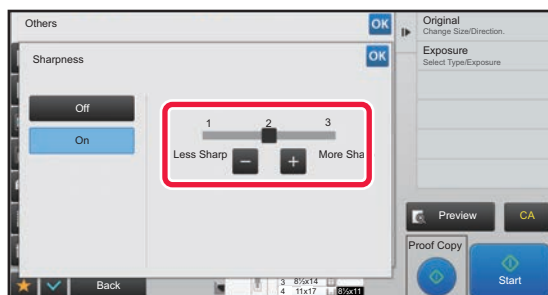 Others
OK
Original
Change Size/Direction.
Sharpness
OK
Exposure
Select Type/Exposure
Off
On
1 2 3
Less Sharp
More Sha
Preview
CA
Proof Copy
Start
Back
3 8½x14
4 11x17
8½x11